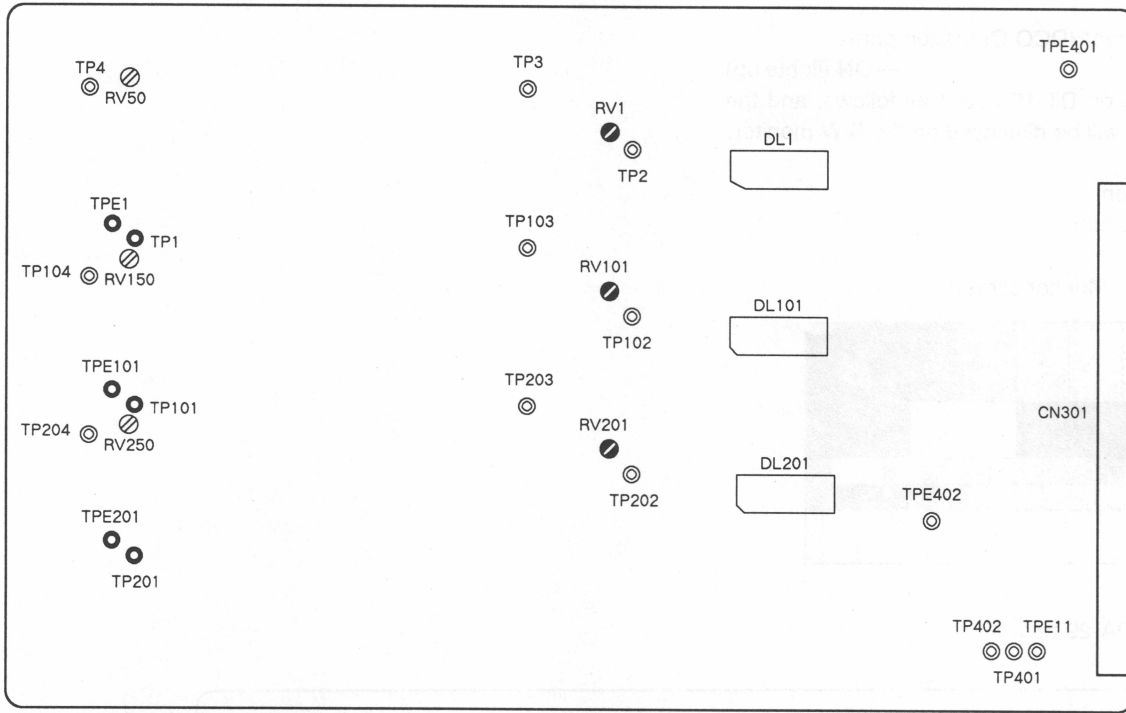 TPE401
TP4
TP3
RV50
RV1
DL1
TP2
TPE1
TP103
TP1
TP104
RV150
RV101
DL101
TP102
TPE101
TP203
TP101
CN301
TP204
RV250
RV201
DL201
TP202
TPE402
TPE201
TP201
TP402
TPE11
TP401